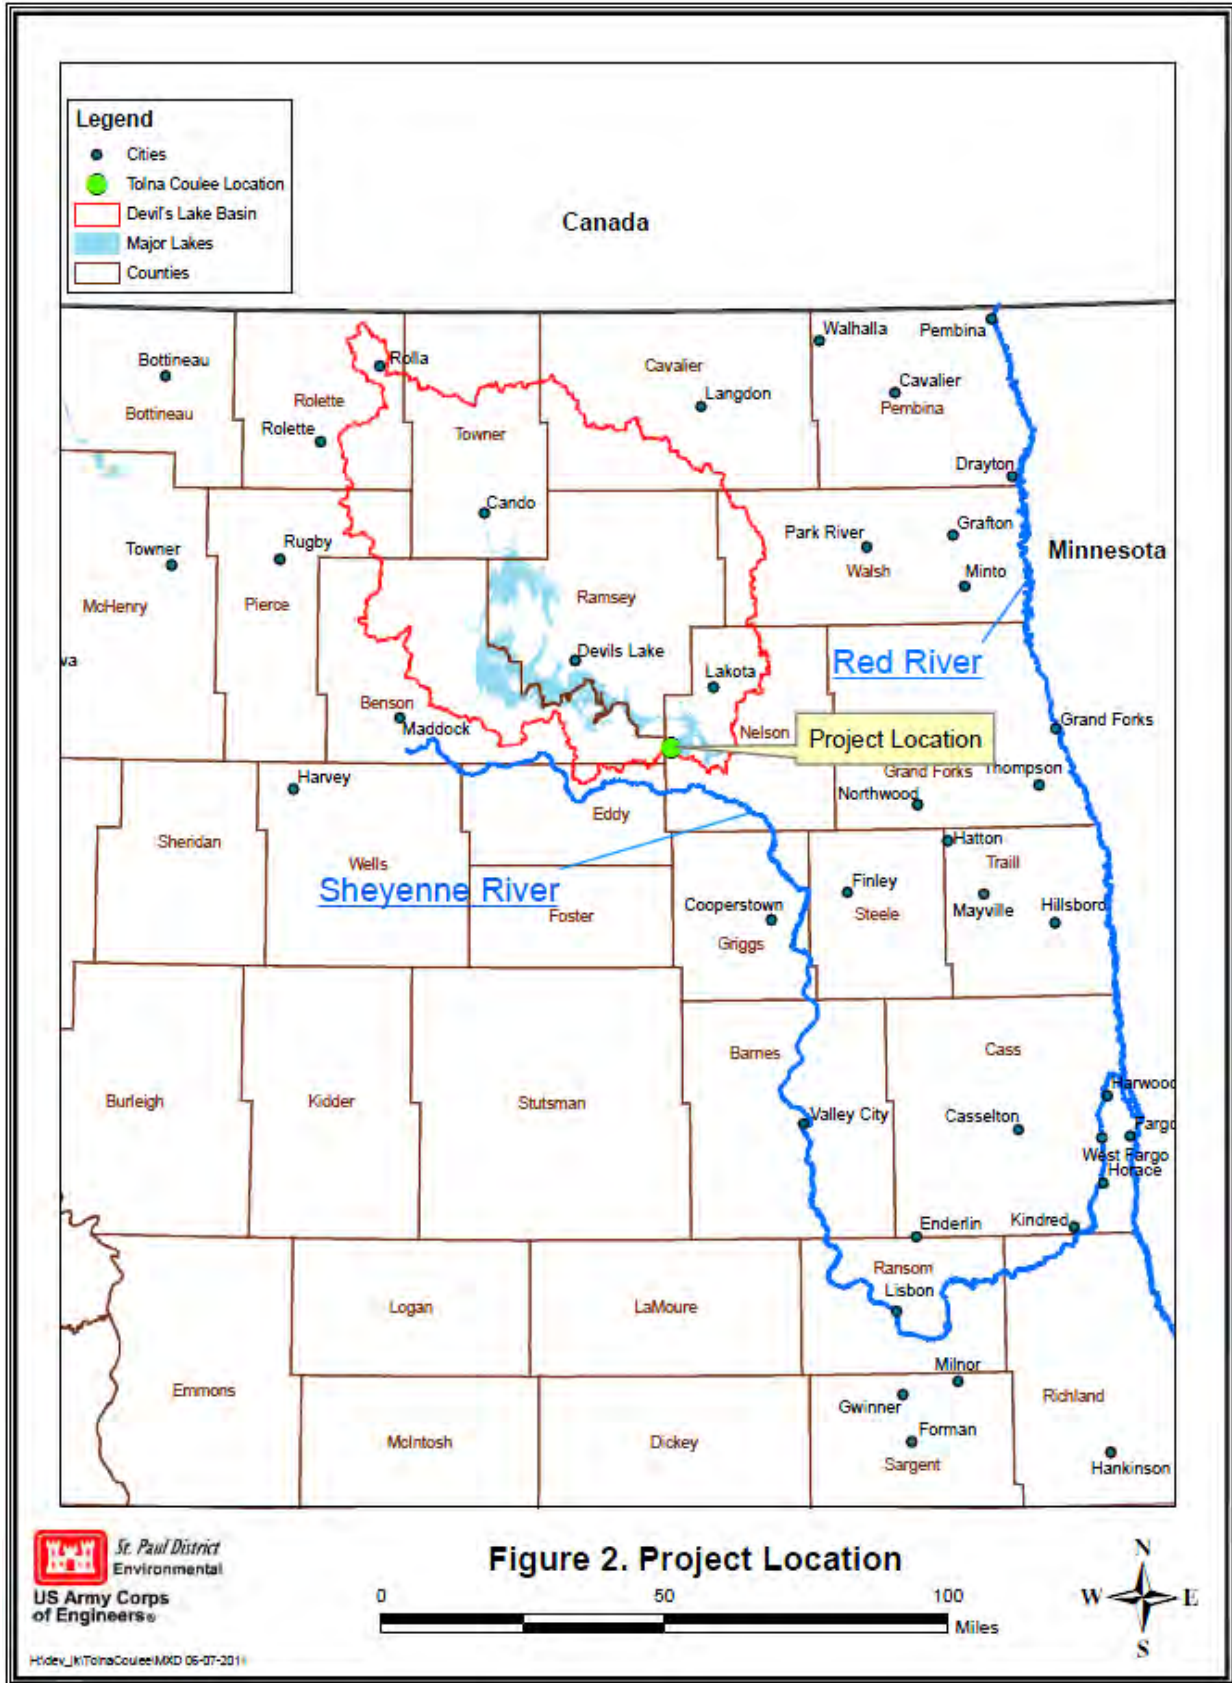 Legend
Cities
Tolna Coulee Location
Devil's Lake Basin
Major Lakes
Counties
Canada
Minnesota
Bottineau
Bottineau
Rolla
Rolette
Rolette
Towner
Cavalier
Langdon
Walhalla
Pembina
Cavalier
Pembina
Drayton
Cando
Towner
McHenry
Rugby
Pierce
Park River
Grafton
Walsh
Minto
Ramsey
Devils Lake
Lakota
Red River
va
Benson
Maddock
Nelson
Project Location
Grand Forks
Grand Forks
Thompson
Northwood
Harvey
Sheridan
Wells
Eddy
Sheyenne River
Foster
Hatton
Traill
Finley
Steele
Mayville
Hillsboro
Cooperstown
Griggs
Burleigh
Kidder
Stutsman
Barnes
Cass
Harwood
Valley City
Casselton
Fargo
West Fargo
Horace
Enderlin
Kindred
Ransom
Lisbon
Logan
LaMoure
Emmons
McIntosh
Dickey
Milnor
Gwinner
Forman
Sargent
Richland
Hankinson
St. Paul District
Environmental
US Army Corps
of Engineers®
Figure 2. Project Location
0 50 100
Miles
N
W E
S